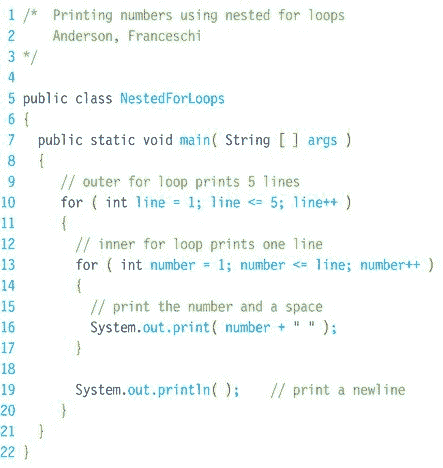 1 /*  Printing numbers using nested for loops
2     Anderson, Franceschi
3 */
4
5 public class NestedForLoops
6 {
7   public static void main( String [ ] args )
8   {
9      // outer for loop prints 5 lines
10     for ( int line = 1; line <= 5; line++ )
11     {
12       // inner for loop prints one line
13       for ( int number = 1; number <= line; number++ )
14       {
15         // print the number and a space
16         System.out.print( number + " " );
17       }
18
19       System.out.println( );    // print a newline
20     }
21   }
22 }